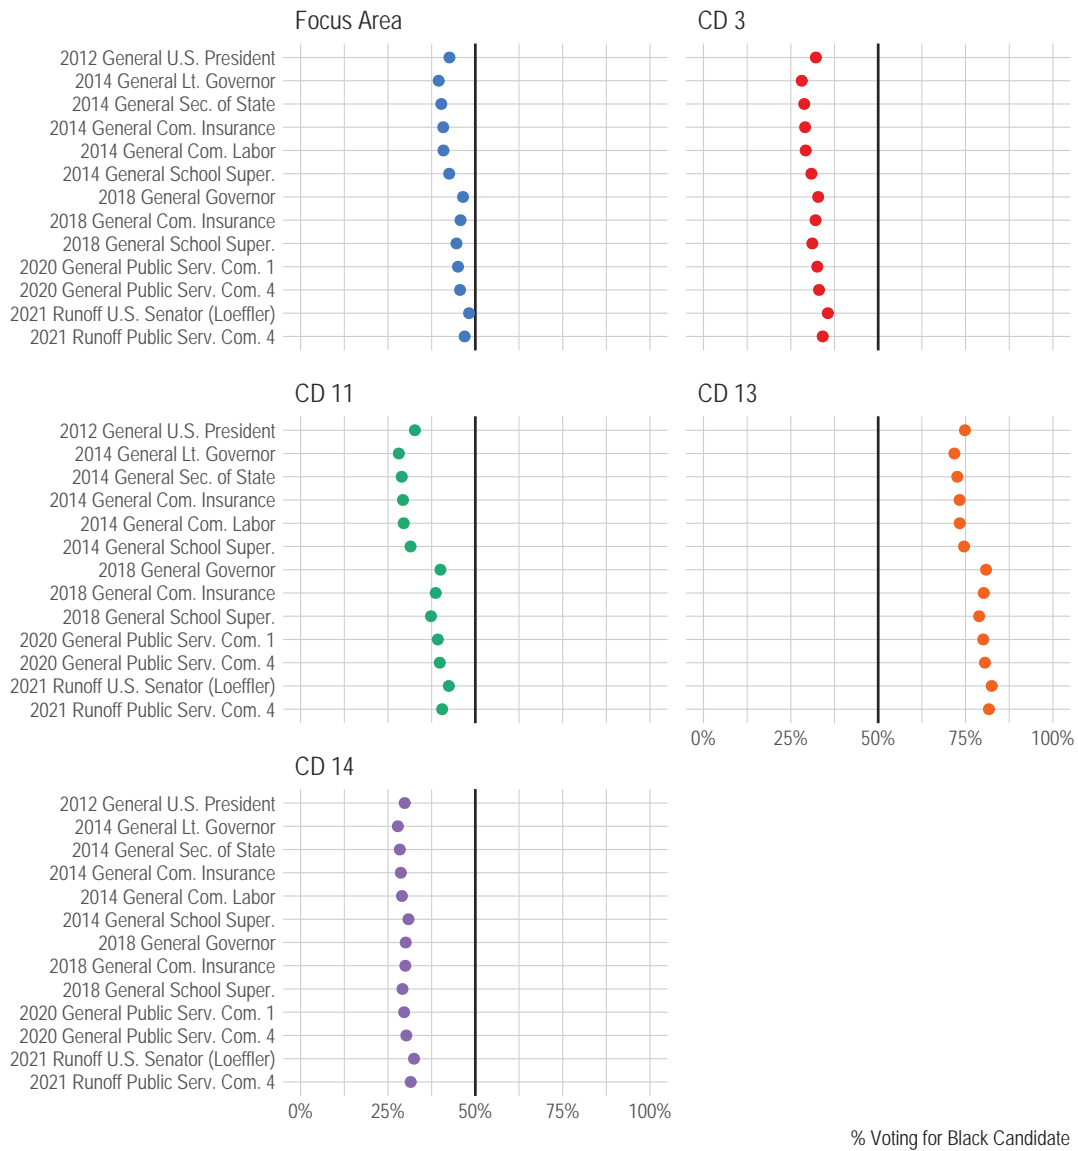 Focus Area
CD 3
2012 General U.S. President
2014 General Lt. Governor
2014 General Sec. of State
2014 General Com. Insurance
2014 General Com. Labor
2014 General School Super.
2018 General Governor
2018 General Com. Insurance
2018 General School Super.
2020 General Public Serv. Com. 1
2020 General Public Serv. Com. 4
2021 Runoff U.S. Senator (Loeffler)
2021 Runoff Public Serv. Com. 4
CD 11
CD 13
2012 General U.S. President
2014 General Lt. Governor
2014 General Sec. of State
2014 General Com. Insurance
2014 General Com. Labor
2014 General School Super.
2018 General Governor
2018 General Com. Insurance
2018 General School Super.
2020 General Public Serv. Com. 1
2020 General Public Serv. Com. 4
2021 Runoff U.S. Senator (Loeffler)
2021 Runoff Public Serv. Com. 4
0% 25% 50% 75% 100%
CD 14
2012 General U.S. President
2014 General Lt. Governor
2014 General Sec. of State
2014 General Com. Insurance
2014 General Com. Labor
2014 General School Super.
2018 General Governor
2018 General Com. Insurance
2018 General School Super.
2020 General Public Serv. Com. 1
2020 General Public Serv. Com. 4
2021 Runoff U.S. Senator (Loeffler)
2021 Runoff Public Serv. Com. 4
0% 25% 50% 75% 100%
% Voting for Black Candidate